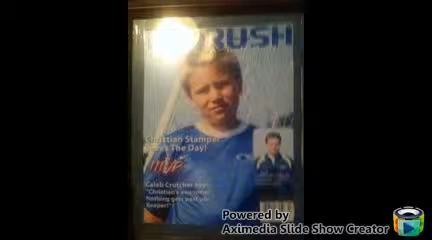 RUSH
Christian Stamper
The Day!
mvp
Caleb Crutcher says
"Christian's awesome!
Nothing gets past our
Keeper!"
Powered by
Aximedia Slide Show Creator